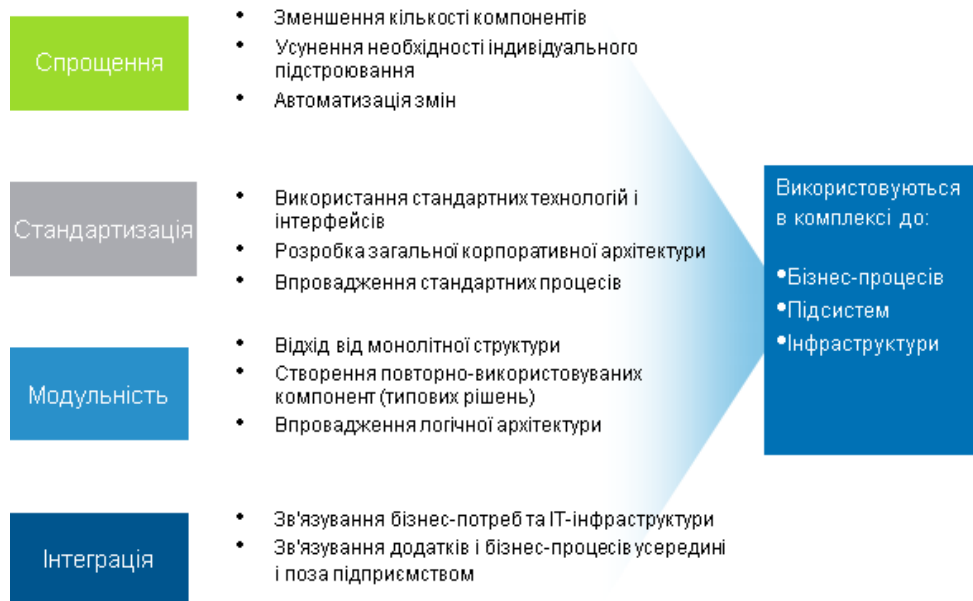 Спрощення
• Зменшення кількості компонентів
• Усунення необхідності індивідуального
підстроювання
• Автоматизація змін
Стандартизація
• Використання стандартних технологій і
інтерфейсів
• Розробка загальної корпоративної архітектури
• Впровадження стандартних процесів
Модульність
• Відхід від монолітної структури
• Створення повторно-використовуваних
компонент (типових рішень)
• Впровадження логічної архітектури
Інтеграція
• Зв'язування бізнес-потреб та ІТ-інфраструктури
• Зв'язування додатків і бізнес-процесів усередині
і поза підприємством
Використовуються
в комплексі до:
•Бізнес-процесів
•Підсистем
•Інфраструктури